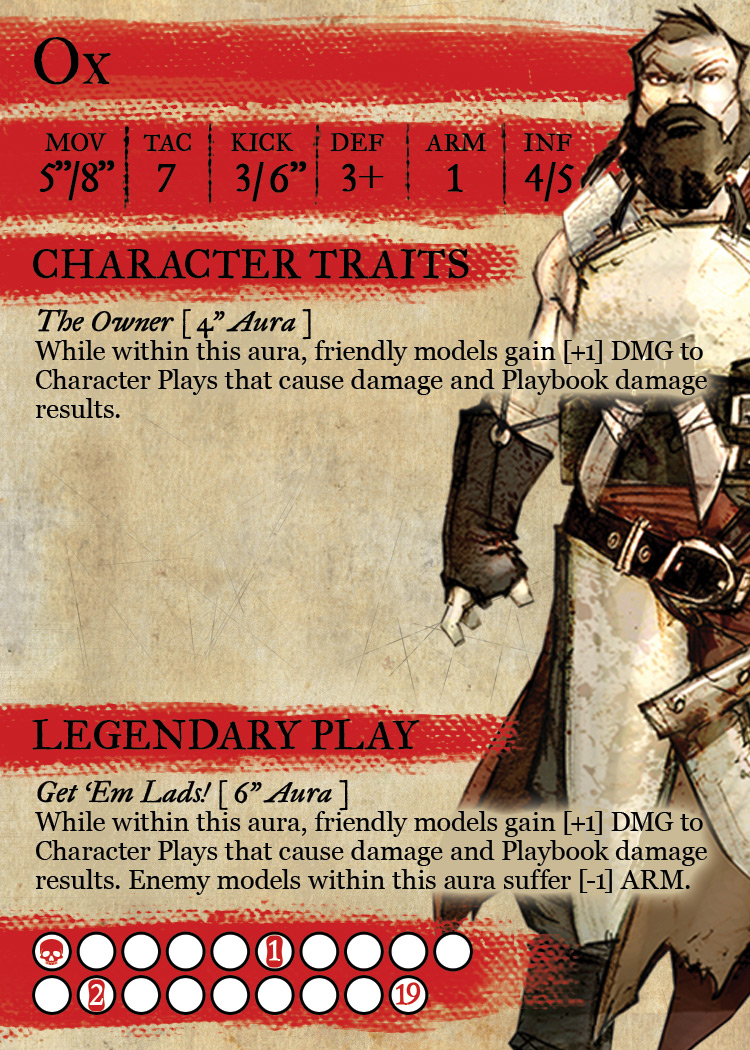 Ox
MOV TAC KICK DEF ARM INF
5”/8” 7 3/6” 3+ 1 4/5
CHARACTER TRAITS
The Owner [ 4” Aura ]
While within this aura, friendly models gain [+1] DMG to
Character Plays that cause damage and Playbook damage
results.
LEGENDARY PLAY
Get ‘Em Lads! [ 6” Aura ]
While within this aura, friendly models gain [+1] DMG to
Character Plays that cause damage and Playbook damage
results. Enemy models within this aura suffer [-1] ARM.
1
2 19